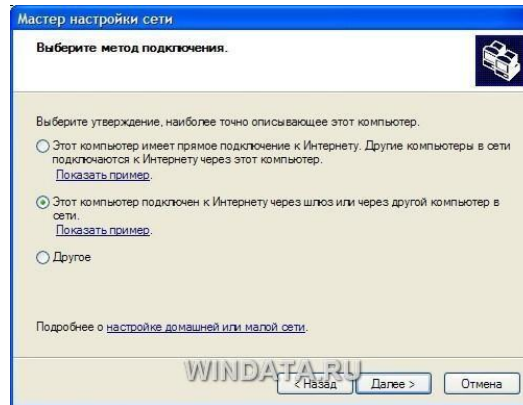 Мастер настройки сети
Выберите метод подключения.
Выберите утверждение, наиболее точно описывающее этот компьютер.
Этот компьютер имеет прямое подключение к Интернету. Другие компьютеры в сети
подключаются к Интернету через этот компьютер.
Показать пример.
Этот компьютер подключен к Интернету через шлюз или через другой компьютер в
сети.
Показать пример.
Другое
Подробнее о настройке домашней или малой сети.
WINDATA.RU
< Назад Далее > Отмена